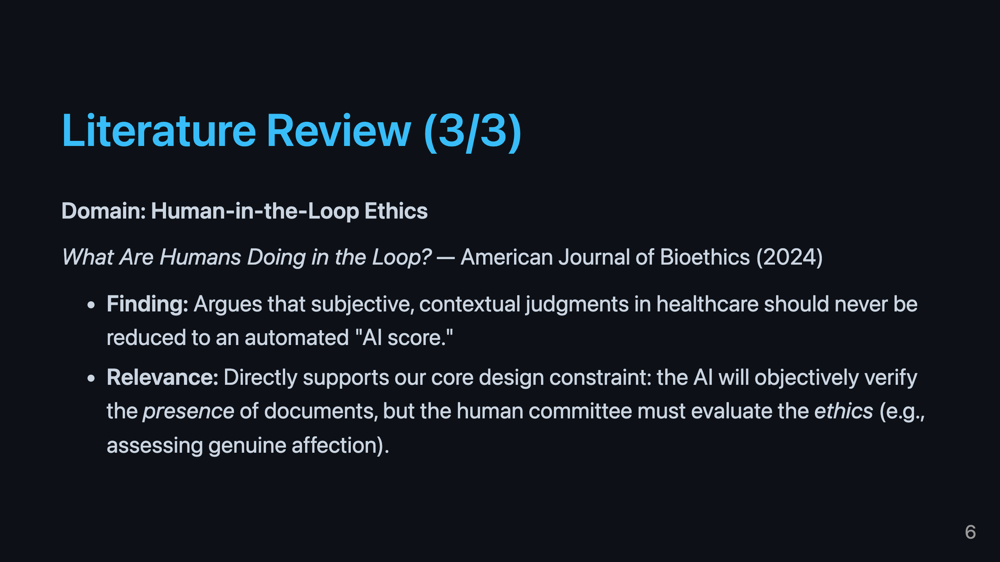 Literature Review (3/3)
Domain: Human-in-the-Loop Ethics
What Are Humans Doing in the Loop? — American Journal of Bioethics (2024)
• Finding: Argues that subjective, contextual judgments in healthcare should never be
reduced to an automated "AI score."
• Relevance: Directly supports our core design constraint: the AI will objectively verify
the presence of documents, but the human committee must evaluate the ethics (e.g.,
assessing genuine affection).
6